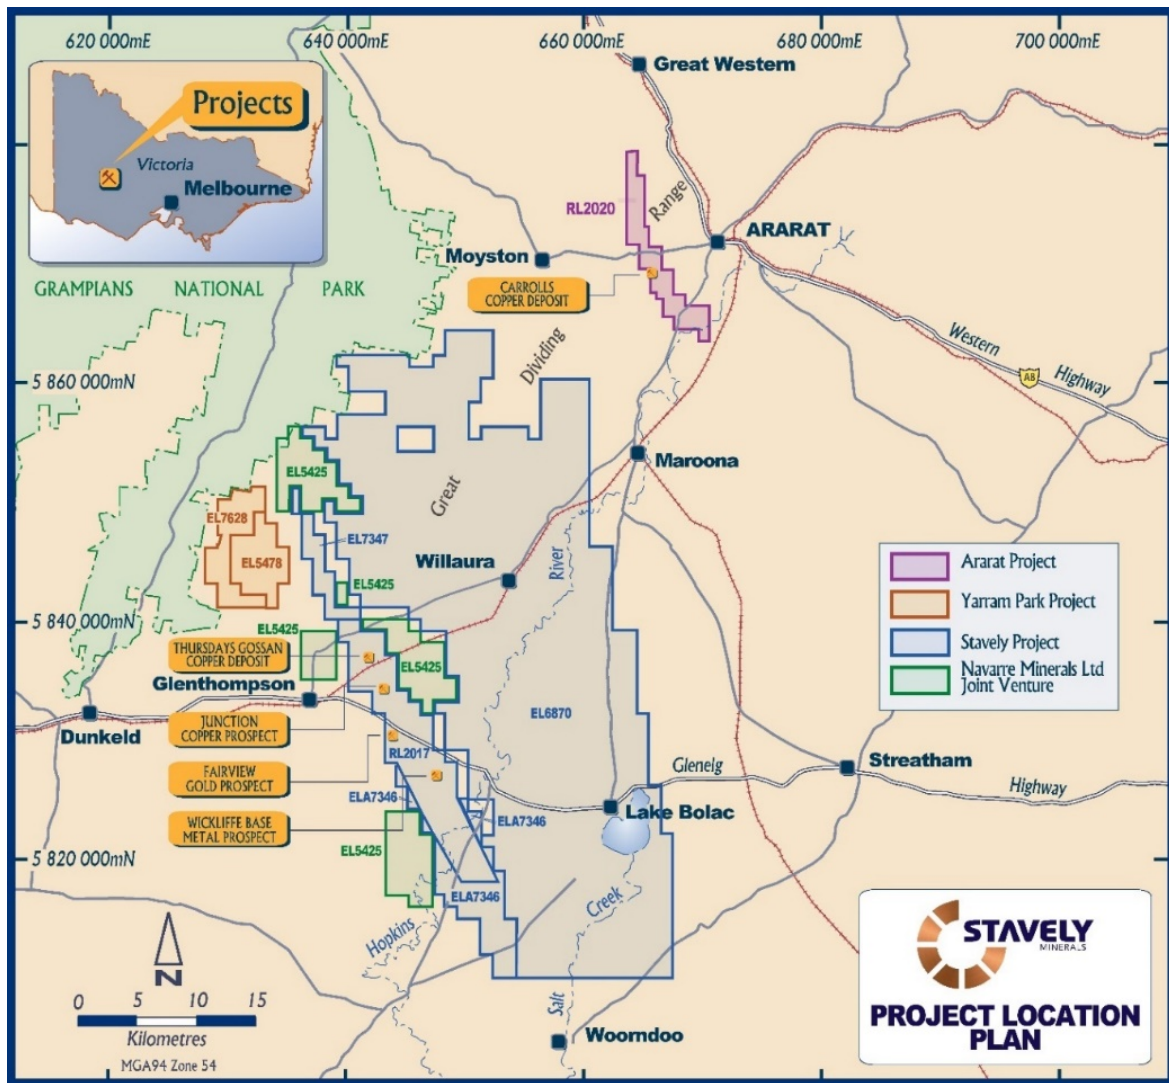 620 000mE
640 000mE
660 000mE
680 000mE
700 000mE
Projects
Victoria
Melbourne
Great Western
RL2020
Range
ARARAT
Moyston
CARROLLS
COPPER DEPOSIT
GRAMPIANS NATIONAL PARK
Western
Highway
A8
5 860 000mN
Dividing
Great
Maroona
EL5425
EL7628
EL5478
EL7347
EL5425
Willaura
River
Ararat Project
Yarram Park Project
Stavely Project
Navarre Minerals Ltd
Joint Venture
5 840 000mN
EL5425
THURSDAYS GOSSAN
COPPER DEPOSIT
EL5425
Glenthompson
EL6870
Dunkeld
JUNCTION
COPPER PROSPECT
RL2017
FAIRVIEW
GOLD PROSPECT
ELA7346
WICKLIFFE BASE
METAL PROSPECT
ELA7346
Glenelg
Highway
Streatham
Lake Bolac
5 820 000mN
EL5425
ELA7346
Hopkins
Creek
Salt
Woorndoo
N
0 5 10 15
Kilometres
MGA94 Zone 54
STAVELY
MINERALS
PROJECT LOCATION
PLAN